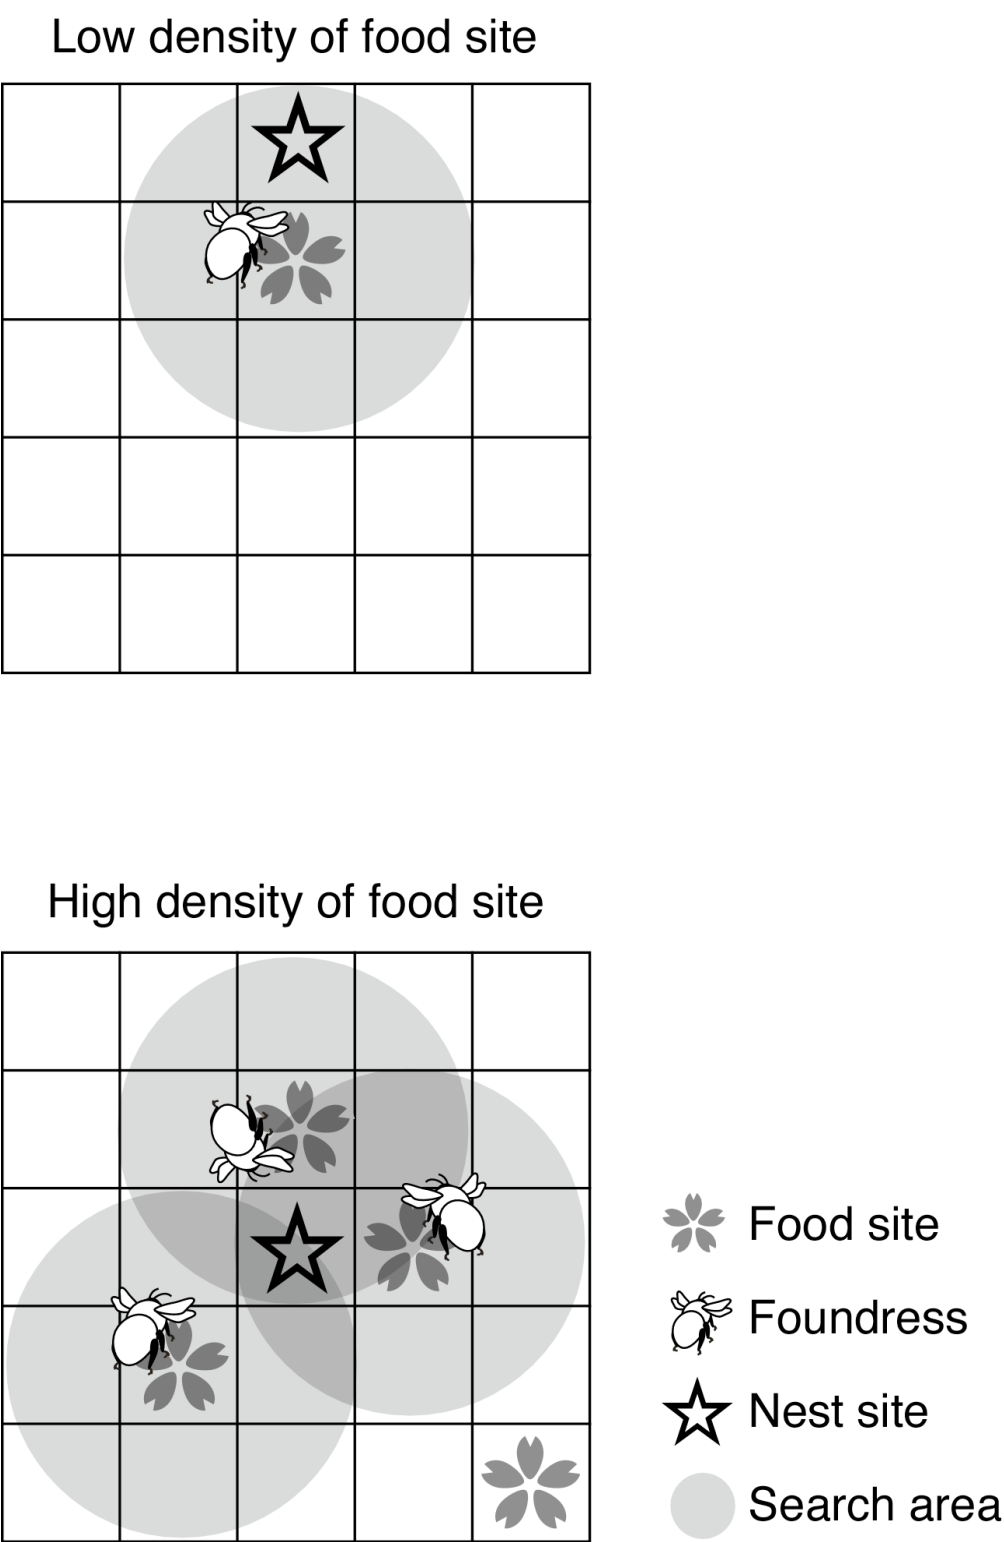 Low density of food site
High density of food site
Food site
Foundress
Nest site
Search area